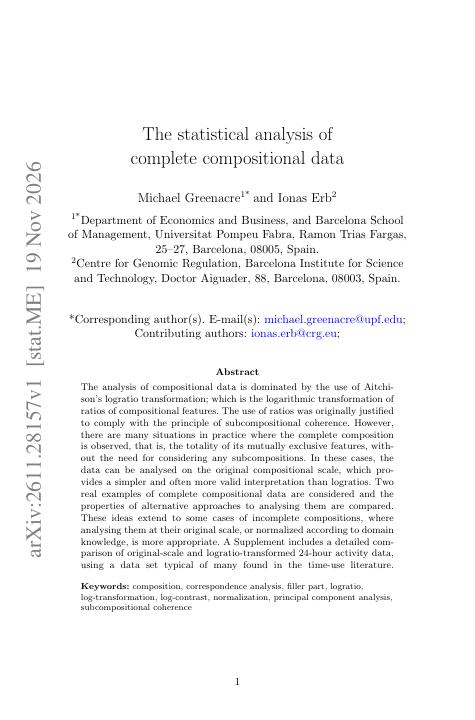 arXiv:2611.28157v1 [stat.ME] 19 Nov 2026
The statistical analysis of
complete compositional data
Michael Greenacre1* and Ionas Erb2
1*Department of Economics and Business, and Barcelona School
of Management, Universitat Pompeu Fabra, Ramon Trias Fargas,
25–27, Barcelona, 08005, Spain.
2Centre for Genomic Regulation, Barcelona Institute for Science
and Technology, Doctor Aiguader, 88, Barcelona, 08003, Spain.
*Corresponding author(s). E-mail(s): michael.greenacre@upf.edu;
Contributing authors: ionas.erb@crg.eu;
Abstract
The analysis of compositional data is dominated by the use of Aitchi-
son's logratio transformation; which is the logarithmic transformation of
ratios of compositional features. The use of ratios was originally justified
to comply with the principle of subcompositional coherence. However,
there are many situations in practice where the complete composition
is observed, that is, the totality of its mutually exclusive features, with-
out the need for considering any subcompositions. In these cases, the
data can be analysed on the original compositional scale, which pro-
vides a simpler and often more valid interpretation than logratios. Two
real examples of complete compositional data are considered and the
properties of alternative approaches to analysing them are compared.
These ideas extend to some cases of incomplete compositions, where
analysing them at their original scale, or normalized according to domain
knowledge, is more appropriate. A Supplement includes a detailed com-
parison of original-scale and logratio-transformed 24-hour activity data,
using a data set typical of many found in the time-use literature.
Keywords: composition, correspondence analysis, filler part, logratio,
log-transformation, log-contrast, normalization, principal component analysis,
subcompositional coherence
1